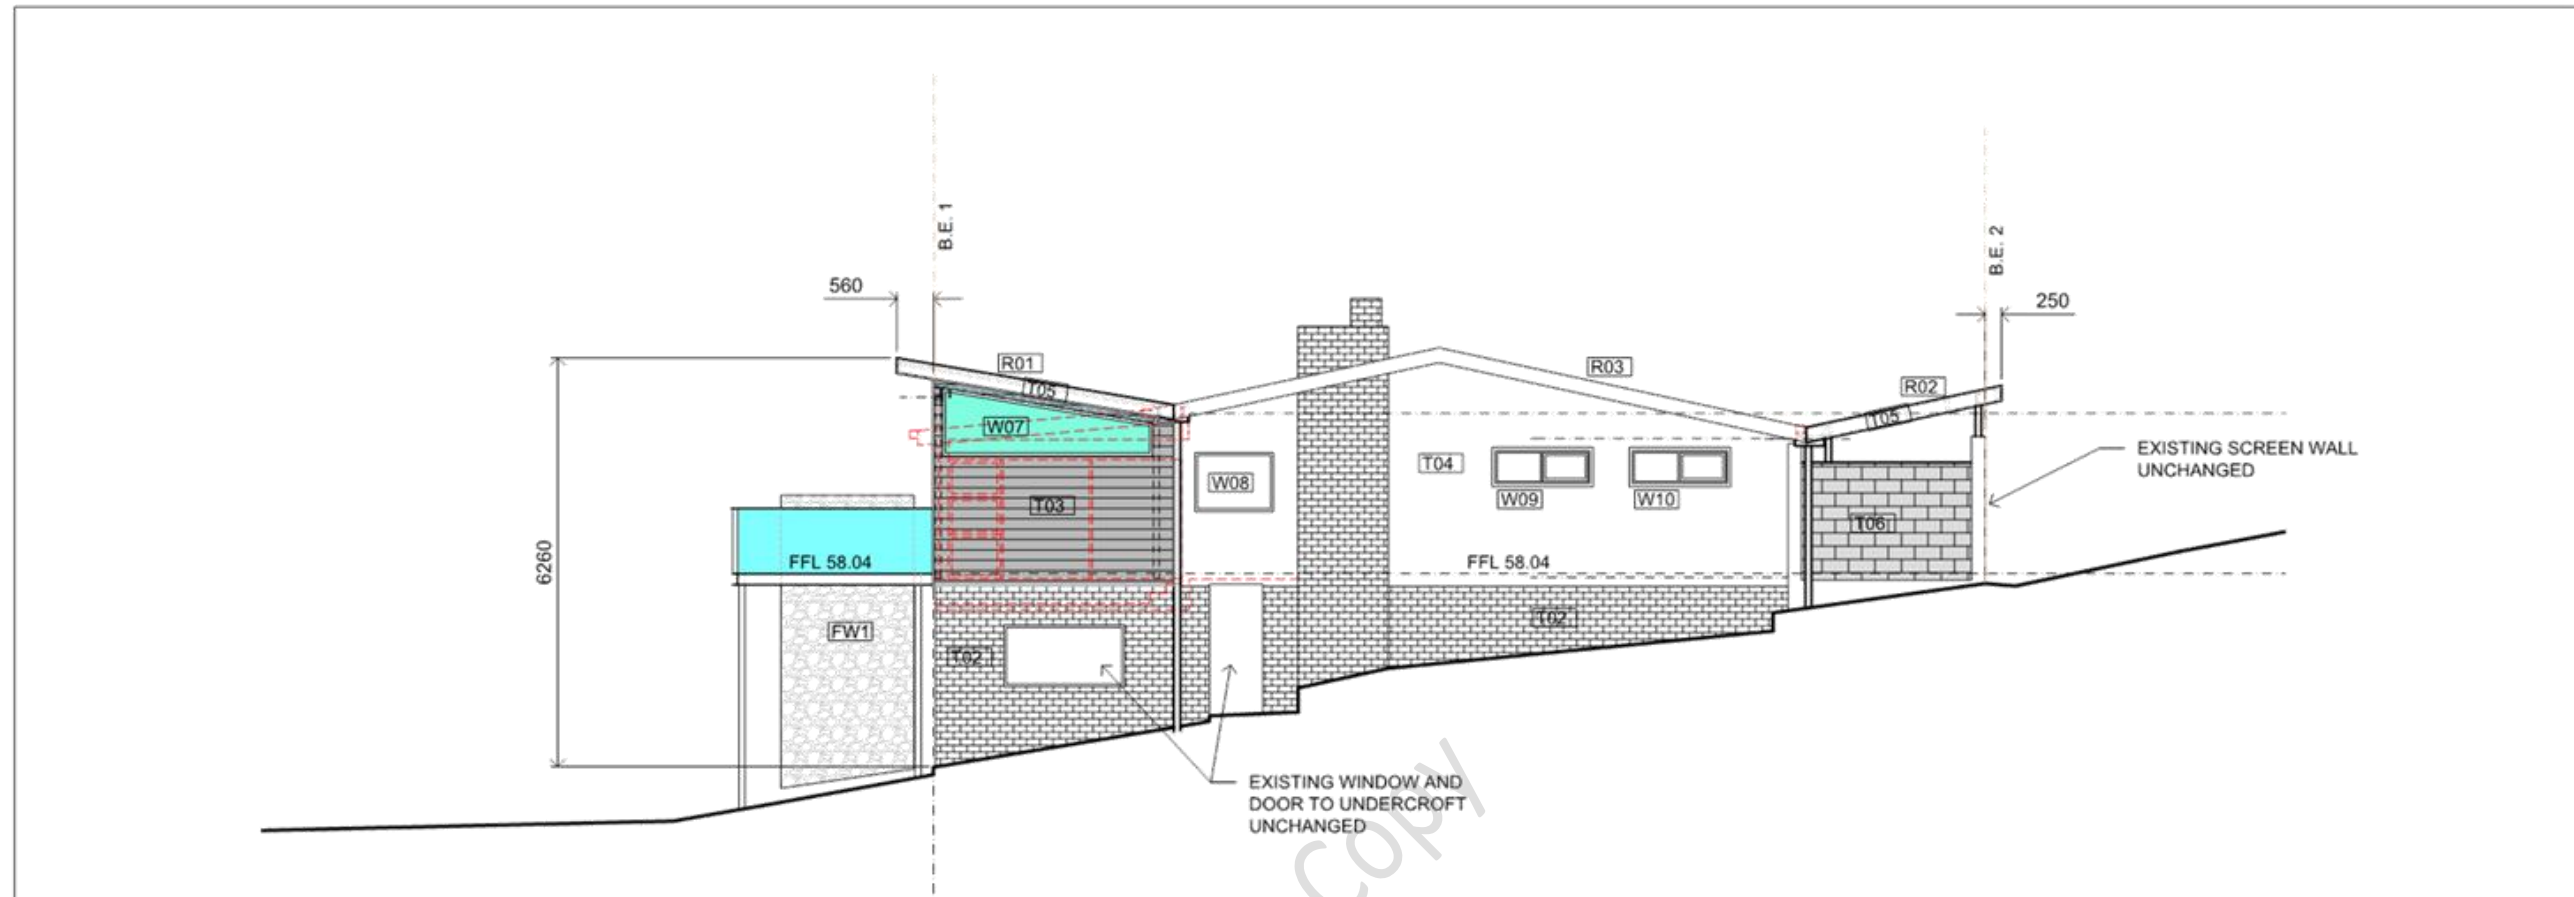 B.E. 1
B.E. 2
560
250
R01
R03
T05
R02
T05
W07
EXISTING SCREEN WALL
UNCHANGED
T04
W08
W09
W10
T03
T06
6260
FFL 58.04
FFL 58.04
FW1
T02
T02
EXISTING WINDOW AND
DOOR TO UNDERCROFT
UNCHANGED
Copy